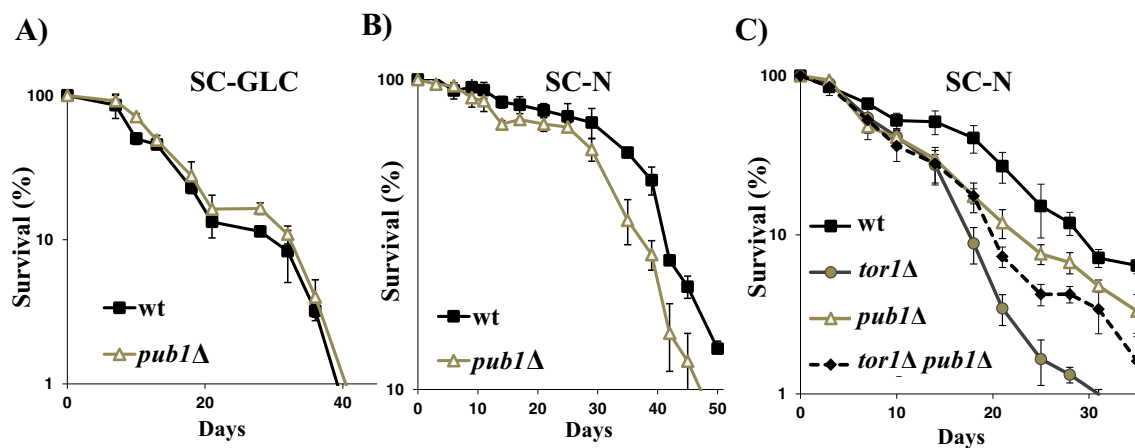 A)
SC-GLC
Survival (%)
100
10
1
wt
pub1Δ
0
20
40
Days
B)
SC-N
Survival (%)
100
10
wt
pub1Δ
0
10
20
30
40
50
Days
C)
SC-N
Survival (%)
100
10
1
wt
tor1Δ
pub1Δ
tor1Δ pub1Δ
0
10
20
30
Days